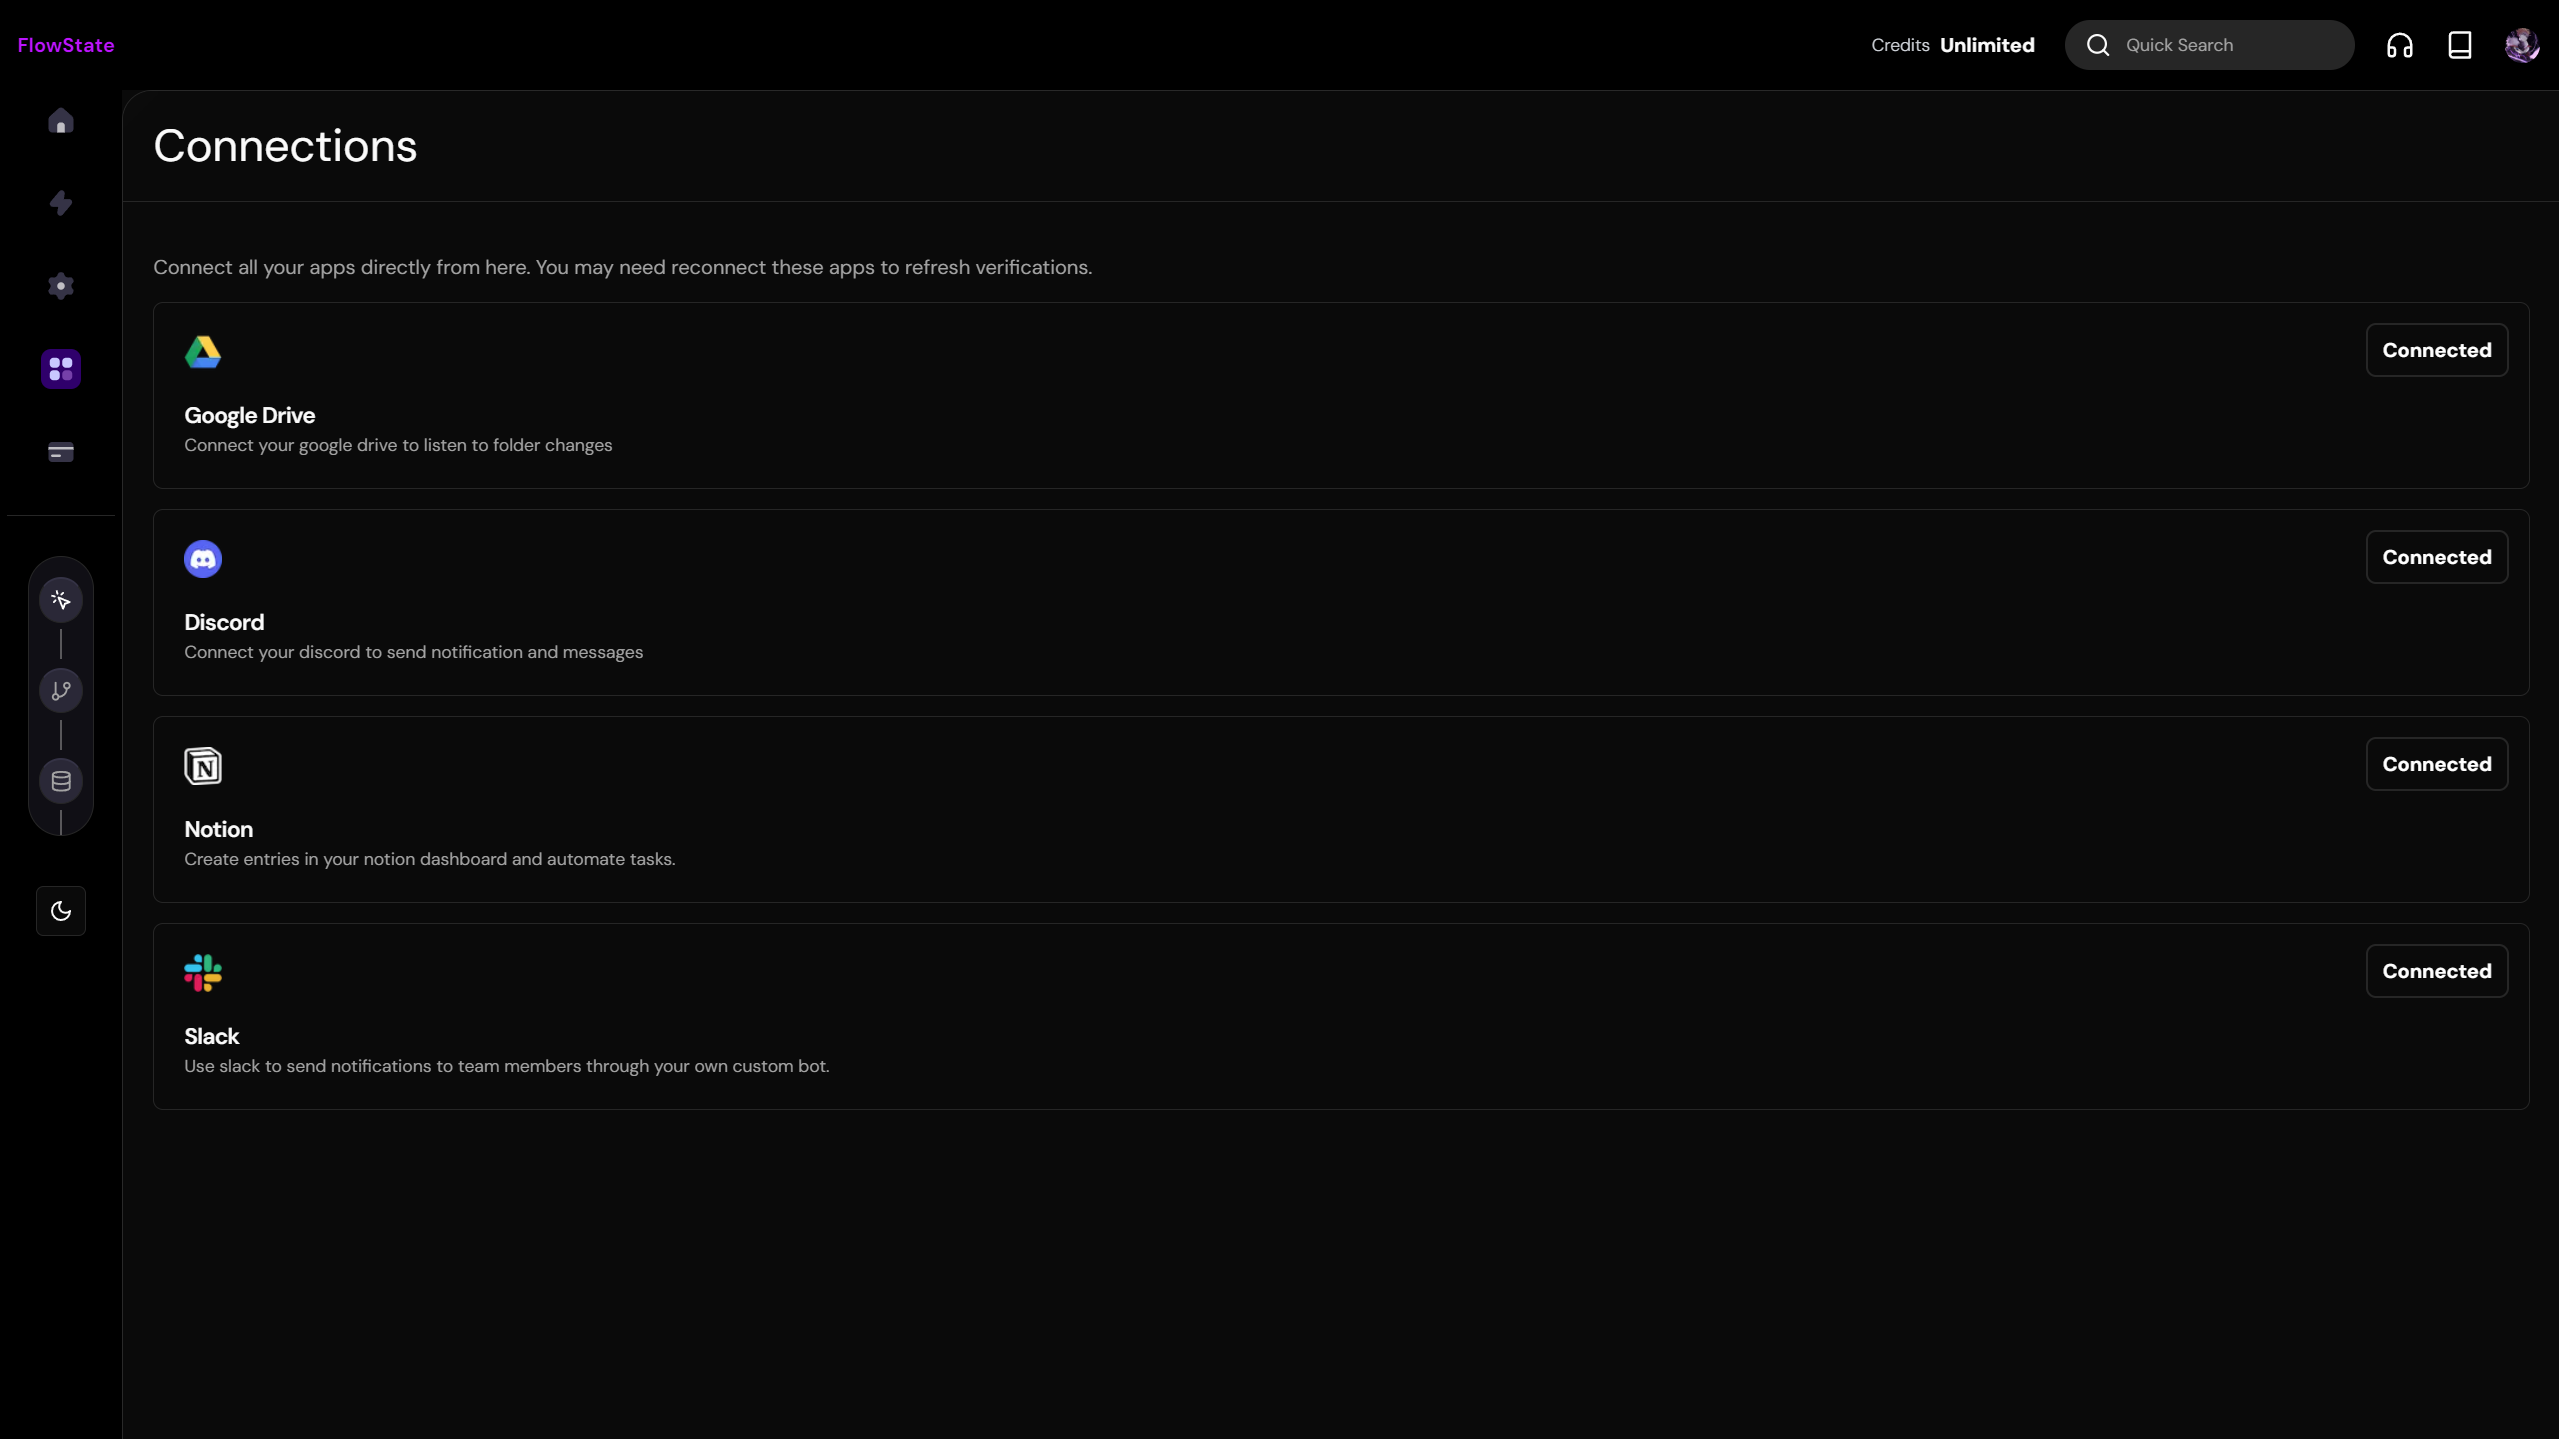 FlowState
Credits Unlimited
Quick Search
Connections
Connect all your apps directly from here. You may need reconnect these apps to refresh verifications.
Connected
Google Drive
Connect your google drive to listen to folder changes
Connected
Discord
Connect your discord to send notification and messages
Connected
Notion
Create entries in your notion dashboard and automate tasks.
Connected
Slack
Use slack to send notifications to team members through your own custom bot.